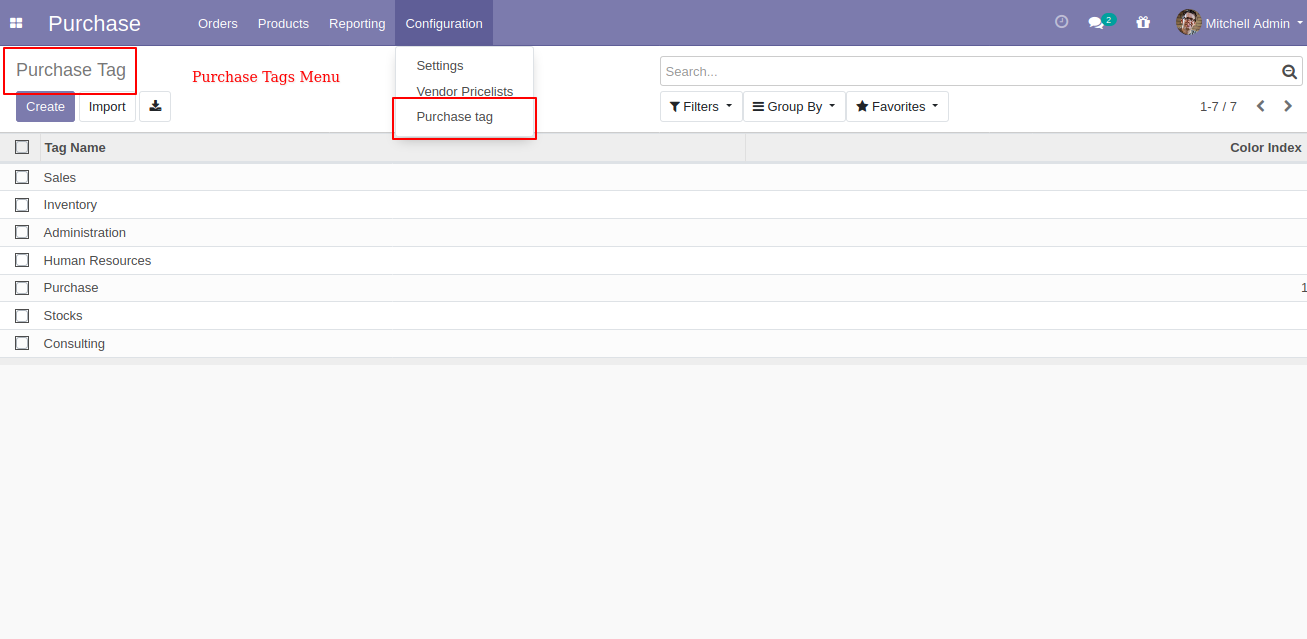 Purchase Orders Products Reporting Configuration 2 Mitchell Admin
Purchase Tag
Purchase Tags Menu
Settings
Vendor Pricelists
Purchase tag
Search...
Create Import Filters Group By Favorites 1-7 / 7
Tag Name Color Index
Sales
Inventory
Administration
Human Resources
Purchase 1
Stocks
Consulting